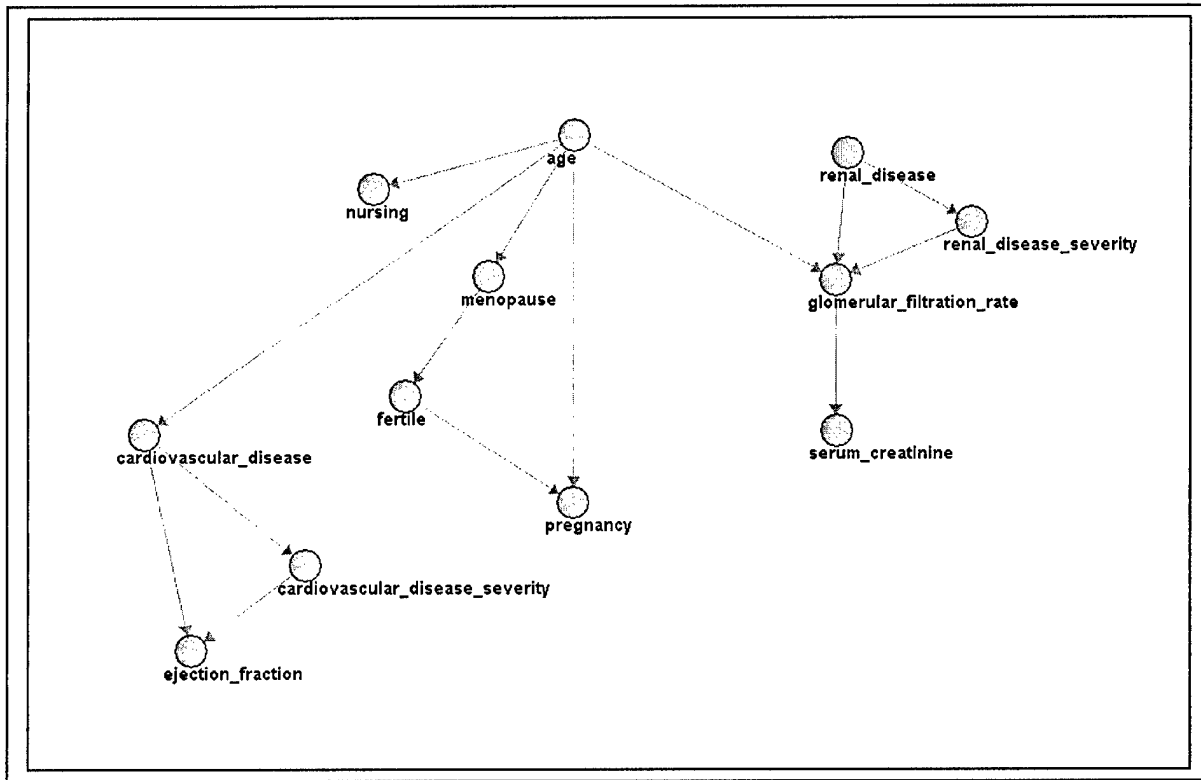 age
renal_disease
nursing
renal_disease_severity
menopause
glomerular_filtration_rate
fertile
cardiovascular_disease
serum_creatinine
pregnancy
cardiovascular_disease_severity
ejection_fraction